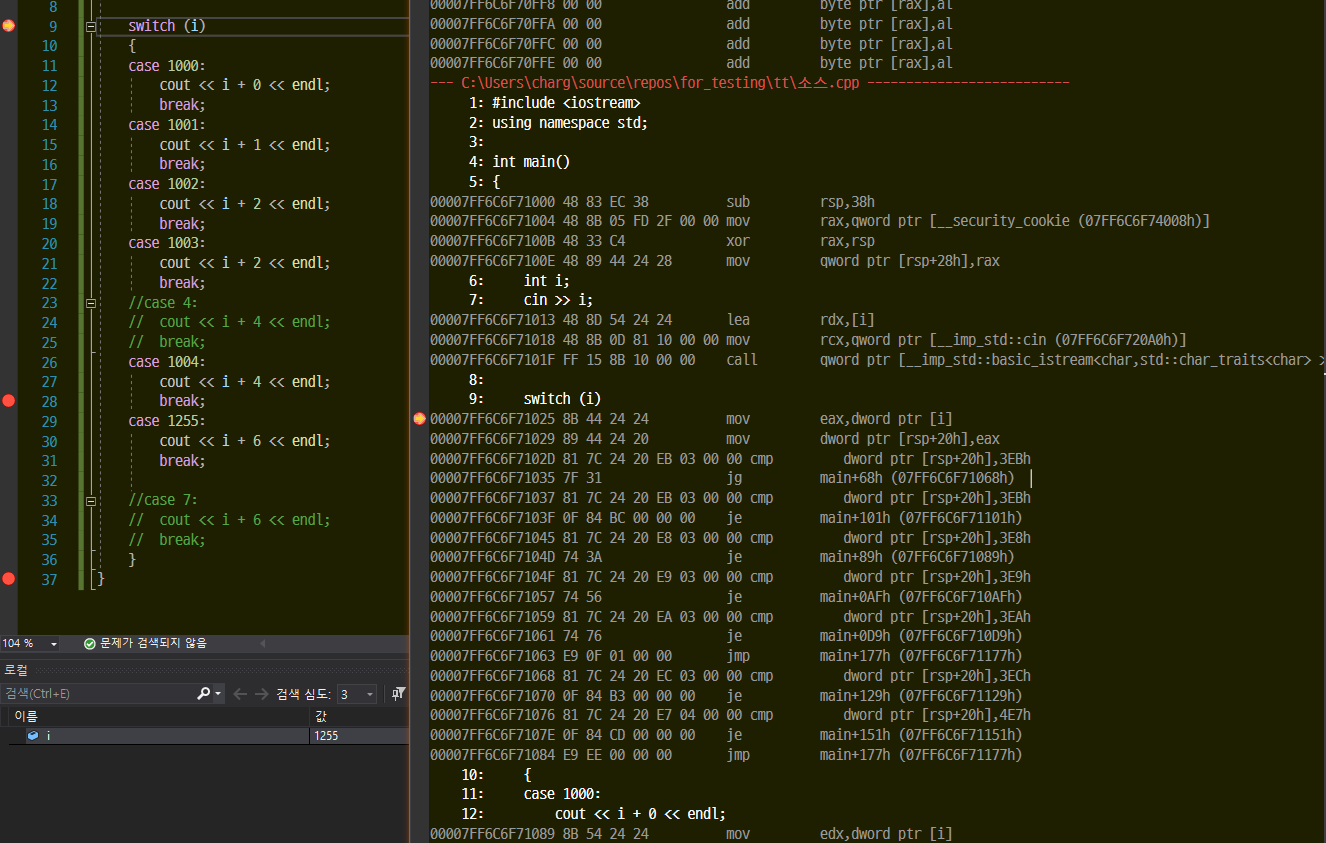 8
9 switch (i)
10 {
11 case 1000:
12 cout << i + 0 << endl;
13 break;
14 case 1001:
15 cout << i + 1 << endl;
16 break;
17 case 1002:
18 cout << i + 2 << endl;
19 break;
20 case 1003:
21 cout << i + 2 << endl;
22 break;
23 //case 4:
24 // cout << i + 4 << endl;
25 // break;
26 case 1004:
27 cout << i + 4 << endl;
28 break;
29 case 1255:
30 cout << i + 6 << endl;
31 break;
32
33 //case 7:
34 // cout << i + 6 << endl;
35 // break;
36 }
37 }
104 % 문제가 검색되지 않음
로컬
검색(Ctrl+E) 검색 심도: 3
이름 값
i 1255
00007FF6C6F70FF8 00 00 add byte ptr [rax],al
00007FF6C6F70FFA 00 00 add byte ptr [rax],al
00007FF6C6F70FFC 00 00 add byte ptr [rax],al
00007FF6C6F70FFE 00 00 add byte ptr [rax],al
--- C:\Users\charg\source\repos\for_testing\tt\소스.cpp --------------------------
1: #include <iostream>
2: using namespace std;
3:
4: int main()
5: {
00007FF6C6F71000 48 83 EC 38 sub rsp,38h
00007FF6C6F71004 48 8B 05 FD 2F 00 00 mov rax,qword ptr [__security_cookie (07FF6C6F74008h)]
00007FF6C6F7100B 48 33 C4 xor rax,rsp
00007FF6C6F7100E 48 89 44 24 28 mov qword ptr [rsp+28h],rax
6: int i;
7: cin >> i;
00007FF6C6F71013 48 8D 54 24 24 lea rdx,[i]
00007FF6C6F71018 48 8B 0D 81 10 00 00 mov rcx,qword ptr [__imp_std::cin (07FF6C6F720A0h)]
00007FF6C6F7101F FF 15 8B 10 00 00 call qword ptr [__imp_std::basic_istream<char,std::char_traits<char> >
8:
9: switch (i)
00007FF6C6F71025 8B 44 24 24 mov eax,dword ptr [i]
00007FF6C6F71029 89 44 24 20 mov dword ptr [rsp+20h],eax
00007FF6C6F7102D 81 7C 24 20 EB 03 00 00 cmp dword ptr [rsp+20h],3EBh
00007FF6C6F71035 7F 31 jg main+68h (07FF6C6F71068h)
00007FF6C6F71037 81 7C 24 20 EB 03 00 00 cmp dword ptr [rsp+20h],3EBh
00007FF6C6F7103F 0F 84 BC 00 00 00 je main+101h (07FF6C6F71101h)
00007FF6C6F71045 81 7C 24 20 E8 03 00 00 cmp dword ptr [rsp+20h],3E8h
00007FF6C6F7104D 74 3A je main+89h (07FF6C6F71089h)
00007FF6C6F7104F 81 7C 24 20 E9 03 00 00 cmp dword ptr [rsp+20h],3E9h
00007FF6C6F71057 74 56 je main+0AFh (07FF6C6F710AFh)
00007FF6C6F71059 81 7C 24 20 EA 03 00 00 cmp dword ptr [rsp+20h],3EAh
00007FF6C6F71061 74 76 je main+0D9h (07FF6C6F710D9h)
00007FF6C6F71063 E9 0F 01 00 00 jmp main+177h (07FF6C6F71177h)
00007FF6C6F71068 81 7C 24 20 EC 03 00 00 cmp dword ptr [rsp+20h],3ECh
00007FF6C6F71070 0F 84 B3 00 00 00 je main+129h (07FF6C6F71129h)
00007FF6C6F71076 81 7C 24 20 E7 04 00 00 cmp dword ptr [rsp+20h],4E7h
00007FF6C6F7107E 0F 84 CD 00 00 00 je main+151h (07FF6C6F71151h)
00007FF6C6F71084 E9 EE 00 00 00 jmp main+177h (07FF6C6F71177h)
10: {
11: case 1000:
12: cout << i + 0 << endl;
00007FF6C6F71089 8B 54 24 24 mov edx,dword ptr [i]